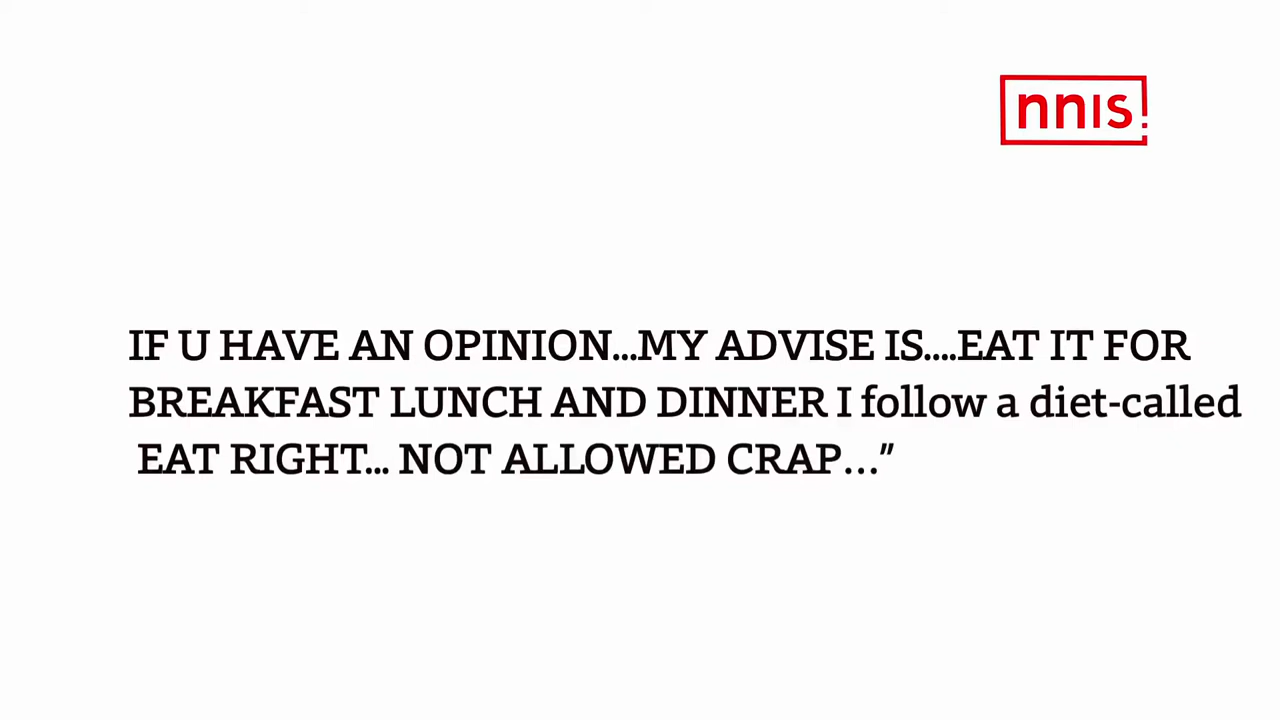 nnis!
IF U HAVE AN OPINION...MY ADVISE IS....EAT IT FOR
BREAKFAST LUNCH AND DINNER I follow a diet-called
EAT RIGHT... NOT ALLOWED CRAP…”